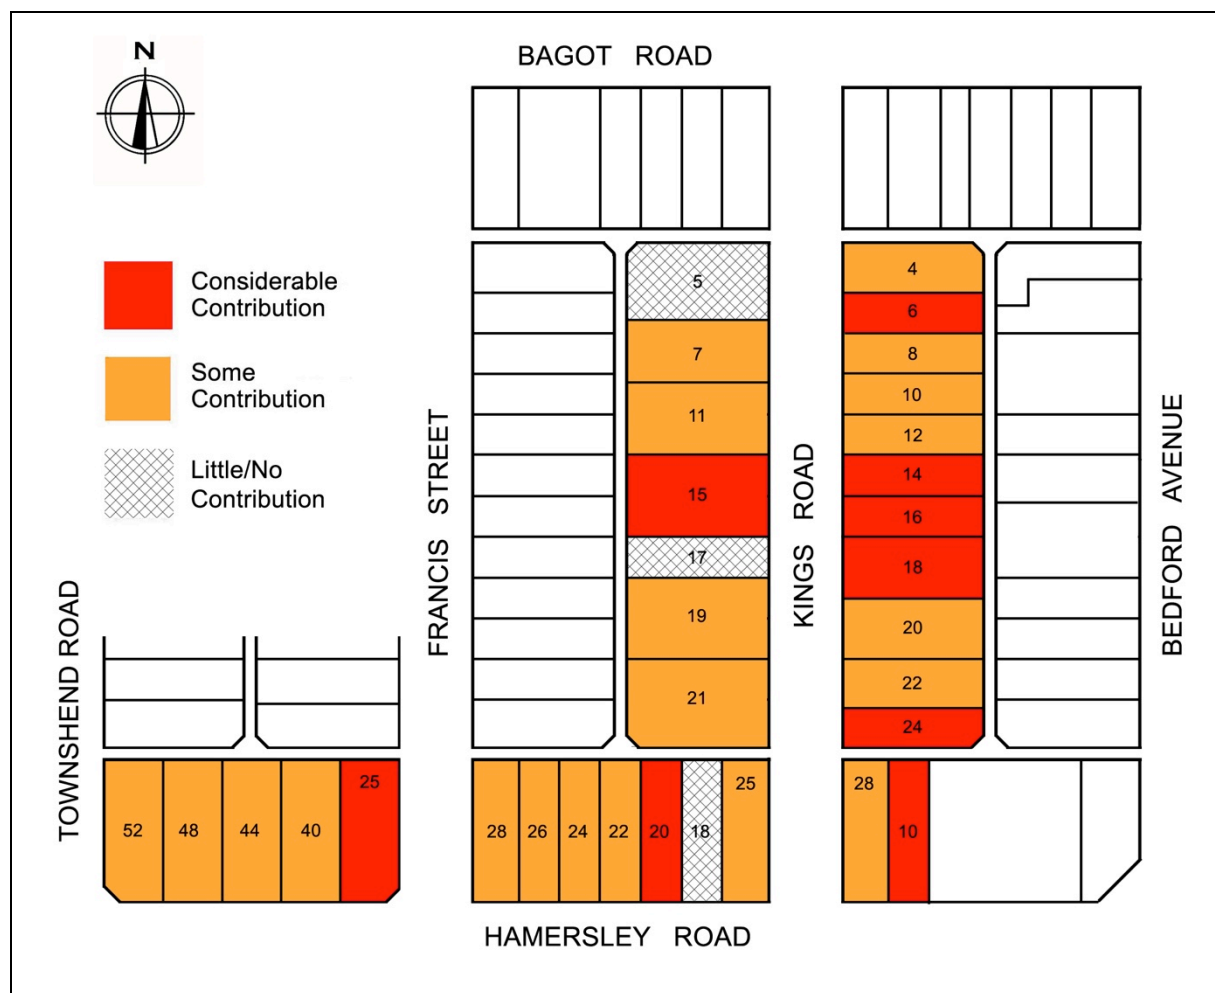 N
BAGOT ROAD
Considerable
Contribution
Some
Contribution
Little/No
Contribution
TOWNSHEND ROAD
FRANCIS STREET
KINGS ROAD
BEDFORD AVENUE
5
7
11
15
17
19
21
4
6
8
10
12
14
16
18
20
22
24
52
48
44
40
25
28
26
24
22
20
18
25
28
10
HAMERSLEY ROAD